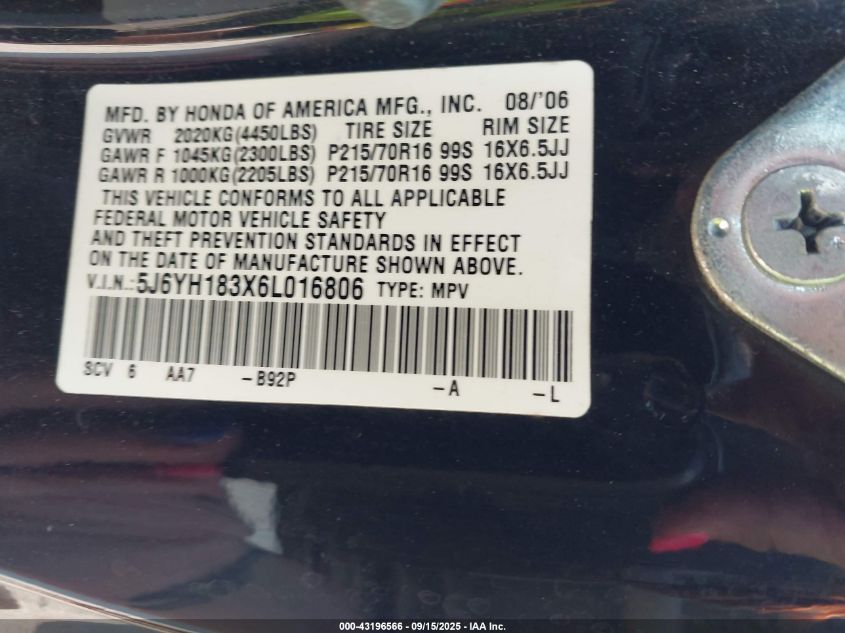 MFD. BY HONDA OF AMERICA MFG., INC. 08/'06
GVWR 2020KG(4450LBS) TIRE SIZE RIM SIZE
GAWR F 1045KG(2300LBS) P215/70R16 99S 16X6.5JJ
GAWR R 1000KG(2205LBS) P215/70R16 99S 16X6.5JJ
THIS VEHICLE CONFORMS TO ALL APPLICABLE
FEDERAL MOTOR VEHICLE SAFETY
AND THEFT PREVENTION STANDARDS IN EFFECT
ON THE DATE OF MANUFACTURE SHOWN ABOVE.
V.I.N.:5J6YH183X6L016806 TYPE: MPV
SCV 6 AA7 -B92P -A -L
000-43196566 - 09/15/2025 - IAA Inc.